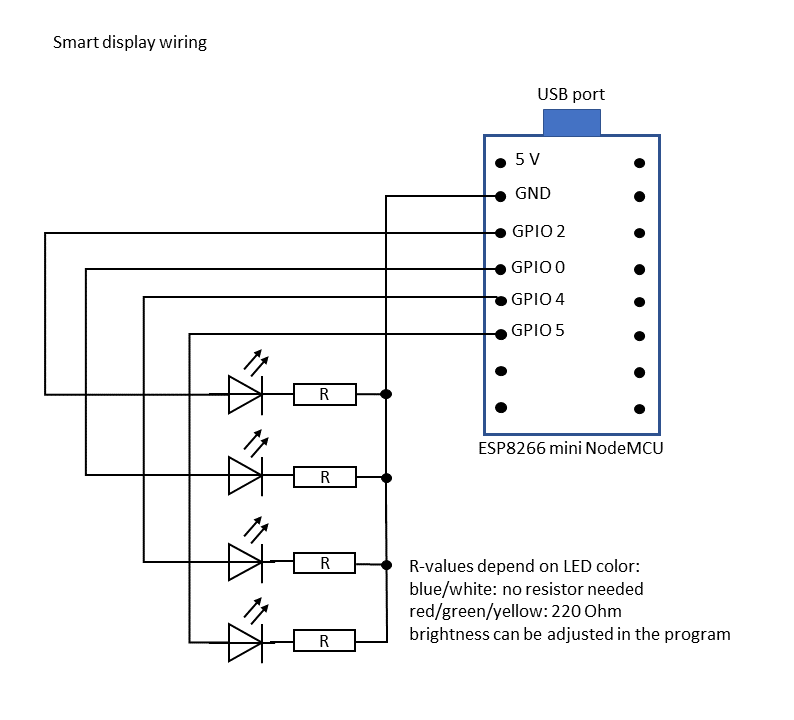 Smart display wiring
USB port
5 V
GND
GPIO 2
GPIO 0
GPIO 4
GPIO 5
R
ESP8266 mini NodeMCU
R
R
R
R-values depend on LED color:
blue/white: no resistor needed
red/green/yellow: 220 Ohm
brightness can be adjusted in the program